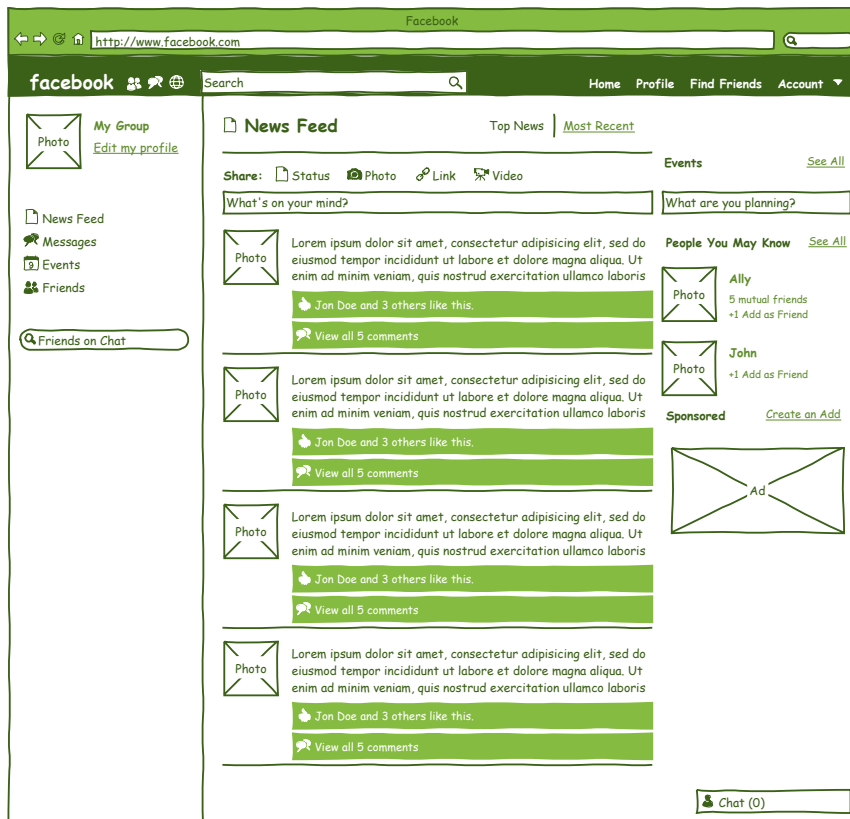 Facebook
http://www.facebook.com
facebook
Search
Home Profile Find Friends Account
Photo
My Group
Edit my profile
News Feed
Messages
9 Events
Friends
Friends on Chat
News Feed
Top News Most Recent
Share: Status Photo Link Video
What's on your mind?
Photo
Lorem ipsum dolor sit amet, consectetur adipisicing elit, sed do
eiusmod tempor incididunt ut labore et dolore magna aliqua. Ut
enim ad minim veniam, quis nostrud exercitation ullamco laboris
Jon Doe and 3 others like this.
View all 5 comments
Photo
Lorem ipsum dolor sit amet, consectetur adipisicing elit, sed do
eiusmod tempor incididunt ut labore et dolore magna aliqua. Ut
enim ad minim veniam, quis nostrud exercitation ullamco laboris
Jon Doe and 3 others like this.
View all 5 comments
Photo
Lorem ipsum dolor sit amet, consectetur adipisicing elit, sed do
eiusmod tempor incididunt ut labore et dolore magna aliqua. Ut
enim ad minim veniam, quis nostrud exercitation ullamco laboris
Jon Doe and 3 others like this.
View all 5 comments
Photo
Lorem ipsum dolor sit amet, consectetur adipisicing elit, sed do
eiusmod tempor incididunt ut labore et dolore magna aliqua. Ut
enim ad minim veniam, quis nostrud exercitation ullamco laboris
Jon Doe and 3 others like this.
View all 5 comments
Events See All
What are you planning?
People You May Know See All
Photo
Ally
5 mutual friends
+1 Add as Friend
Photo
John
+1 Add as Friend
Sponsored Create an Add
Ad
Chat (0)